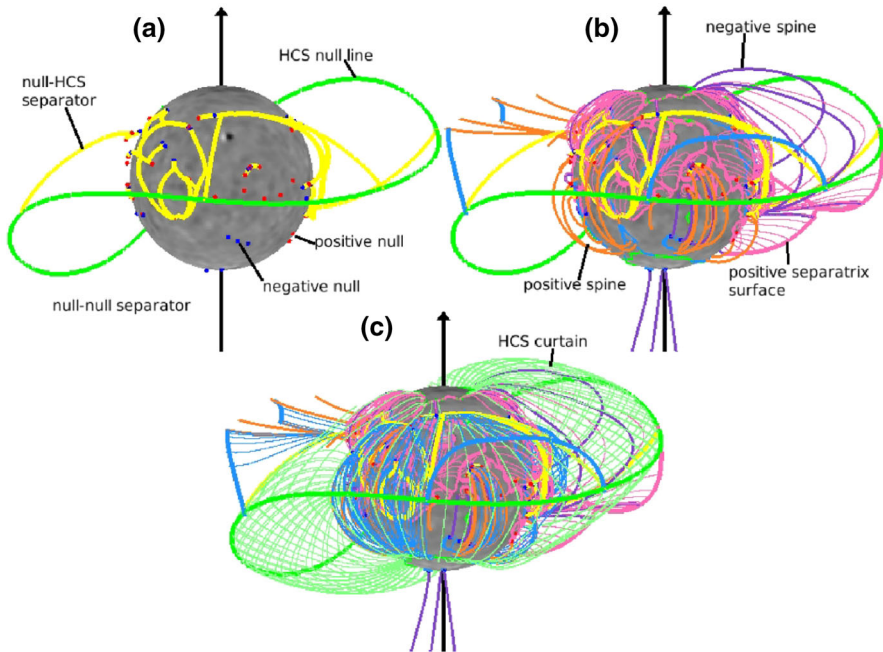 (a)
HCS null line
null-HCS
separator
positive null
negative null
null-null separator
(b)
negative spine
positive spine
positive separatrix
surface
(c)
HCS curtain